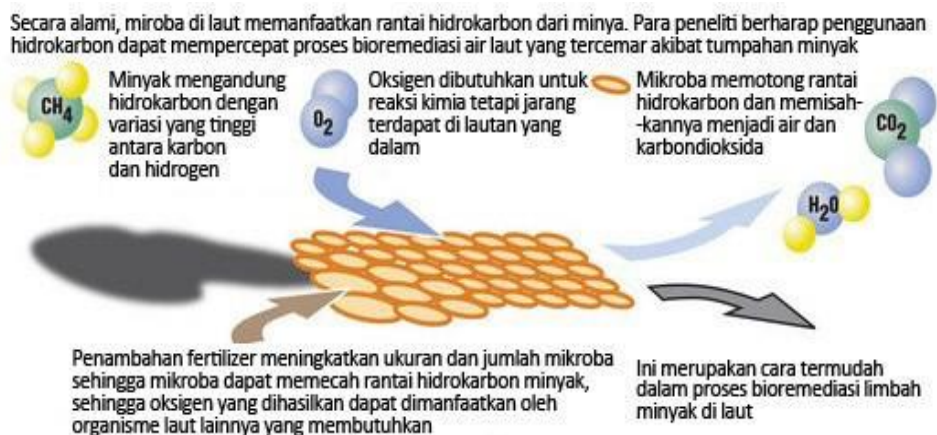 Secara alami, miroba di laut memanfaatkan rantai hidrokarbon dari minya. Para peneliti berharap penggunaan
hidrokarbon dapat mempercepat proses bioremediasi air laut yang tercemar akibat tumpahan minyak
CH4
Minyak mengandung
hidrokarbon dengan
variasi yang tinggi
antara karbon
dan hidrogen
O2
Oksigen dibutuhkan untuk
reaksi kimia tetapi jarang
terdapat di lautan yang
dalam
Mikroba memotong rantai
hidrokarbon dan memisah-
-kannya menjadi air dan
karbondioksida
CO2
H2O
Penambahan fertilizer meningkatkan ukuran dan jumlah mikroba
sehingga mikroba dapat memecah rantai hidrokarbon minyak,
sehingga oksigen yang dihasilkan dapat dimanfaatkan oleh
organisme laut lainnya yang membutuhkan
Ini merupakan cara termudah
dalam proses bioremediasi limbah
minyak di laut